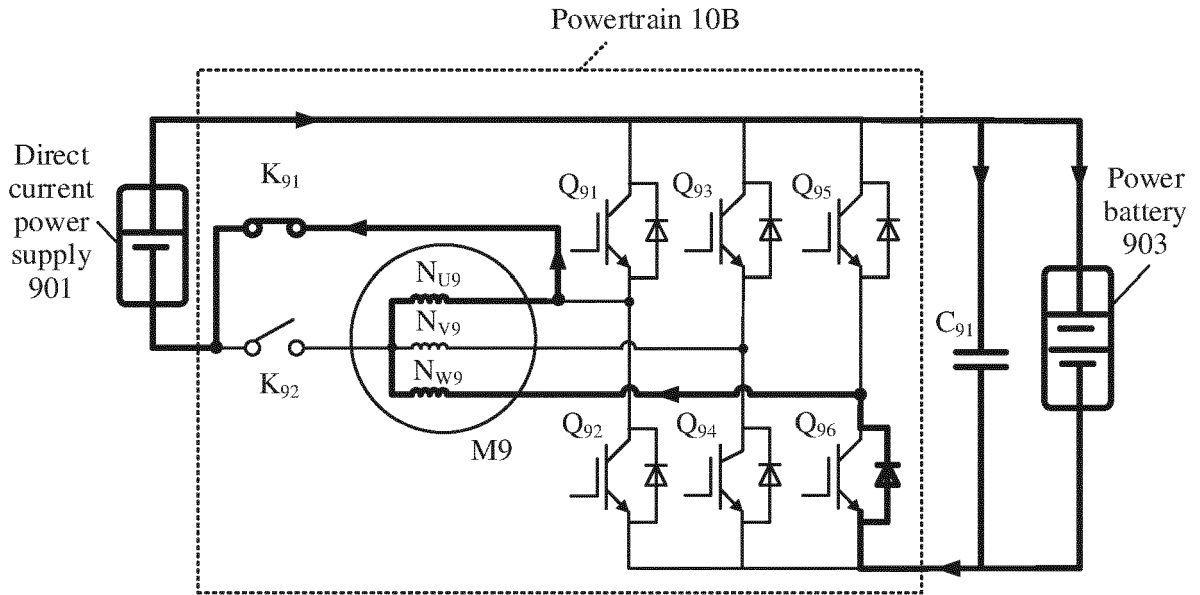 Powertrain 10B
Direct
current
power
supply
901
K91
K92
NU9
NV9
NW9
M9
Q91
Q93
Q95
Q92
Q94
Q96
C91
Power
battery
903